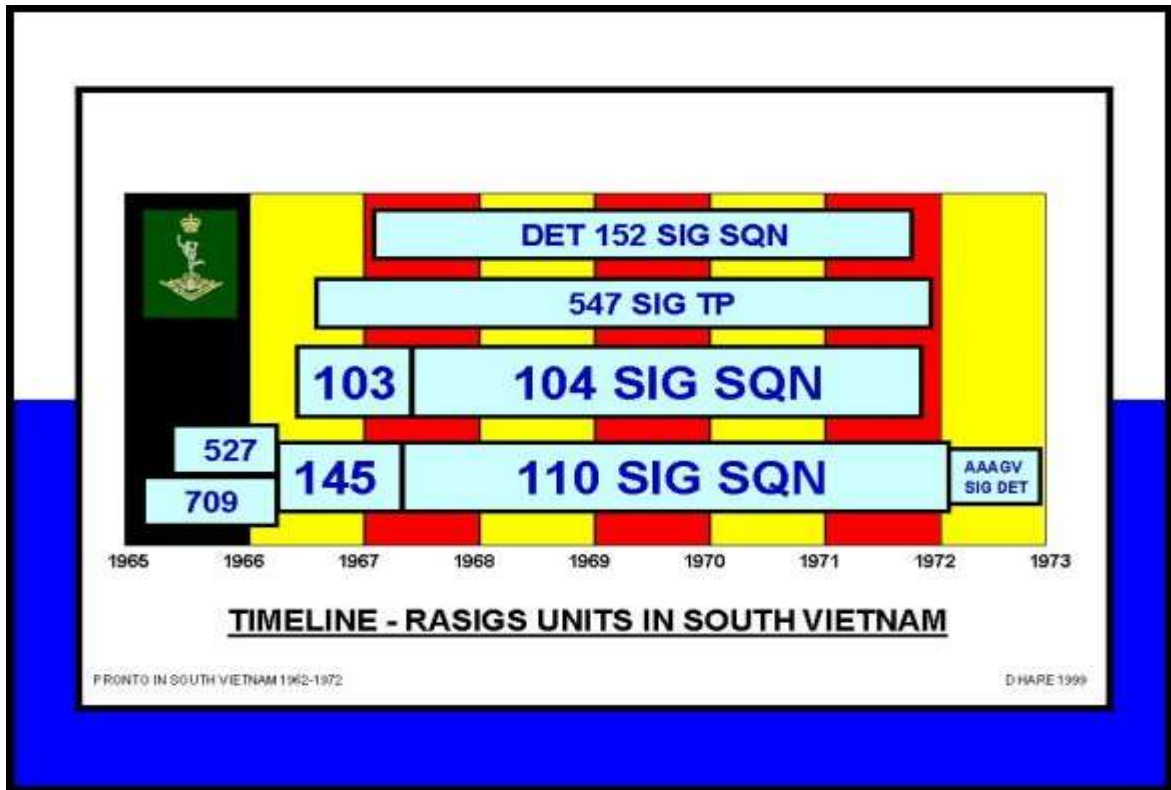 DET 152 SIG SQN
547 SIG TP
103 104 SIG SQN
527
145 110 SIG SQN AAAGV
SIG DET
709
1965 1966 1967 1968 1969 1970 1971 1972 1973
TIMELINE - RASIGS UNITS IN SOUTH VIETNAM
PRONTO IN SOUTH VIETNAM 1962-1972 D HARE 1999